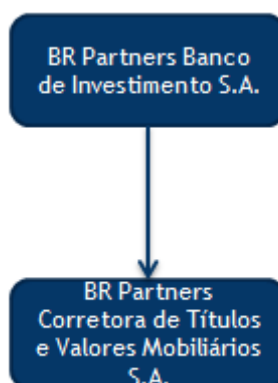 BR Partners Banco
de Investimento S.A.
BR Partners
Corretora de Títulos
e Valores Mobiliários
S.A.